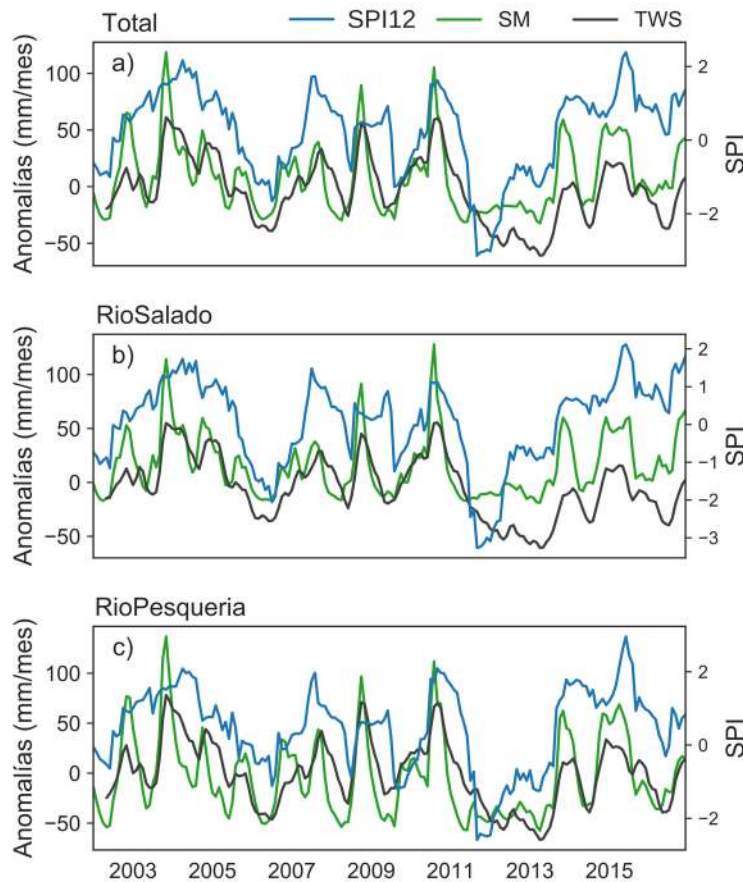 Total
SPI12 SM TWS
a)
100
50
0
−50
Anomalías (mm/mes)
2
0
−2
SPI
RioSalado
b)
100
50
0
−50
Anomalías (mm/mes)
2
1
0
−1
−2
−3
SPI
RioPesqueria
c)
100
50
0
−50
Anomalías (mm/mes)
2
0
−2
SPI
2003 2005 2007 2009 2011 2013 2015